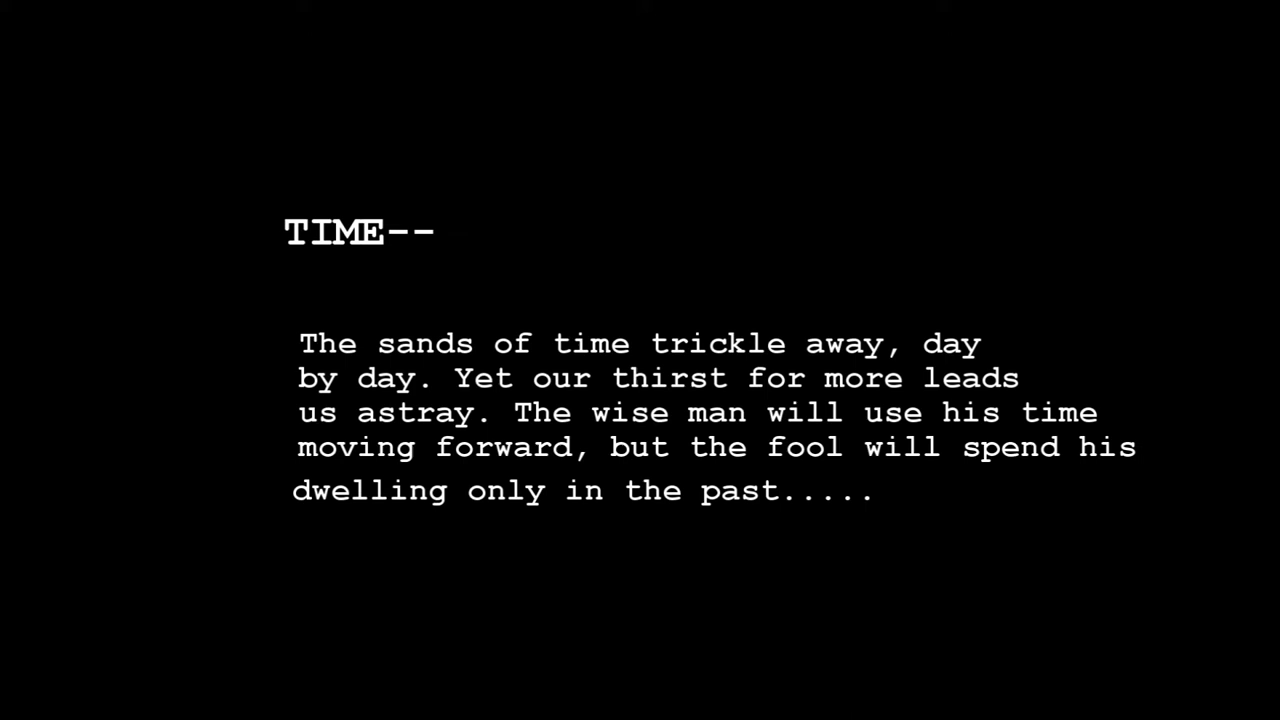 TIME--
The sands of time trickle away, day
by day. Yet our thirst for more leads
us astray. The wise man will use his time
moving forward, but the fool will spend his
dwelling only in the past.....